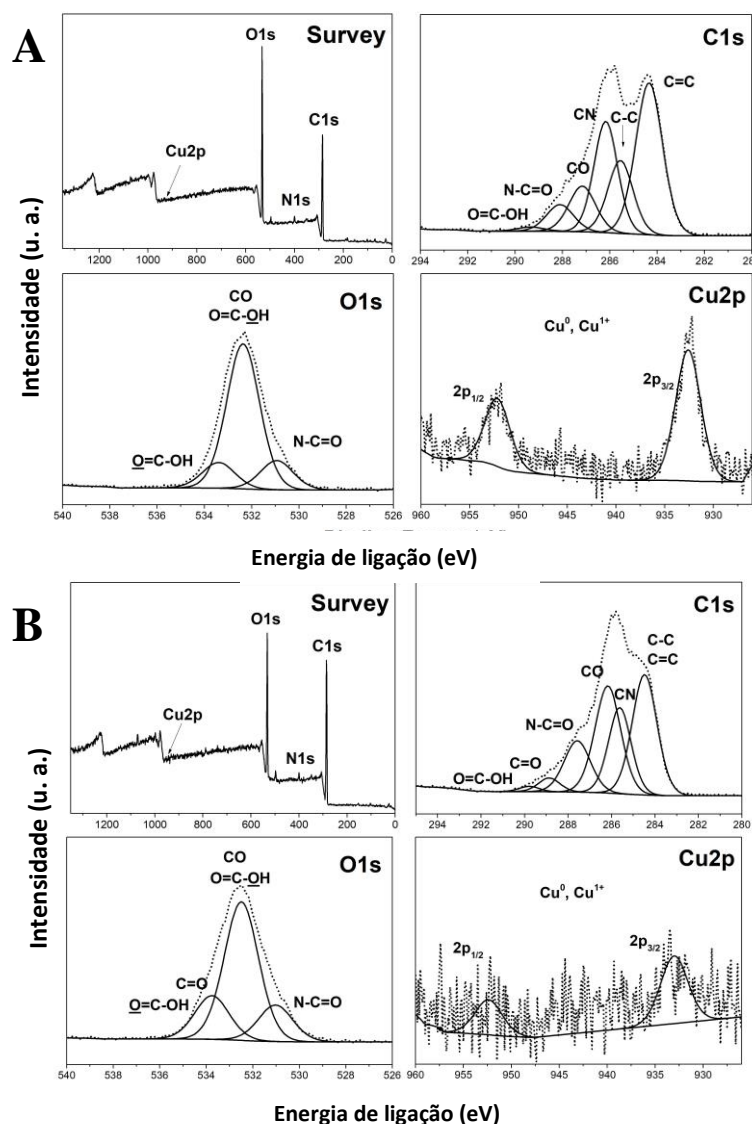 A
Survey
O1s
C1s
Cu2p
N1s
1200 1000 800 600 400 200 0
C1s
C=C
CN
C-C
CO
N-C=O
O=C-OH
294 292 290 288 286 284 282 280
Intensidade (u. a.)
O1s
CO
O=C-OH
O=C-OH
N-C=O
540 538 536 534 532 530 528 526
Cu2p
Cu⁰, Cu¹⁺
2p₁/₂
2p₃/₂
960 955 950 945 940 935 930
Energia de ligação (eV)
B
Survey
O1s
C1s
Cu2p
N1s
1200 1000 800 600 400 200 0
C1s
C-C
C=C
CO
CN
N-C=O
C=O
O=C-OH
294 292 290 288 286 284 282 280
Intensidade (u. a.)
O1s
CO
O=C-OH
C=O
O=C-OH
N-C=O
540 538 536 534 532 530 528 526
Cu2p
Cu⁰, Cu¹⁺
2p₁/₂
2p₃/₂
960 955 950 945 940 935 930
Energia de ligação (eV)